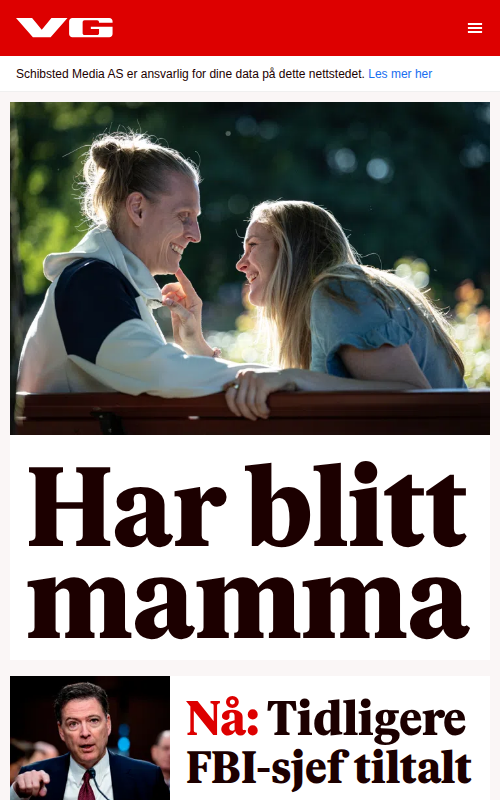 VG
Schibsted Media AS er ansvarlig for dine data på dette nettstedet. Les mer her
Har blitt
mamma
Nå: Tidligere
FBI-sjef tiltalt